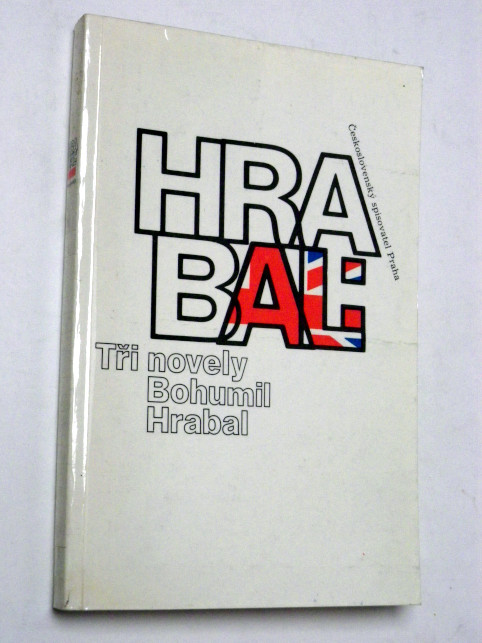 HRA
BAL:
Československý spisovatel Praha
Tři novely
Bohumil
Hrabal